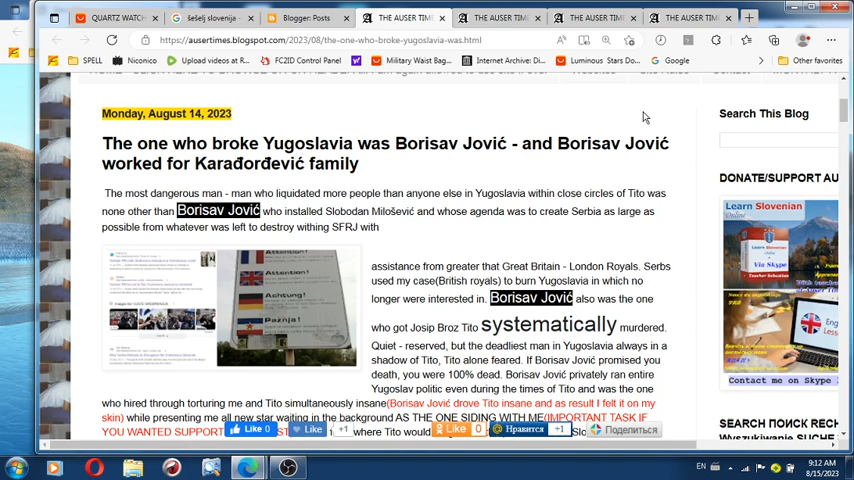 QUARTZ WATCH
šešelj slovenija -
Blogger: Posts
THE AUSER TIME
THE AUSER TIME
THE AUSER TIME
THE AUSER TIME
https://ausertimes.blogspot.com/2023/08/the-one-who-broke-yugoslavia-was.html
SPELL
Niconico
Upload videos at R...
FC2ID Control Panel
Military Waist Bag...
Internet Archive: Di...
Luminous Stars Do...
Google
Other favorites
Monday, August 14, 2023
The one who broke Yugoslavia was Borisav Jović - and Borisav Jović
worked for Karađorđević family
The most dangerous man - man who liquidated more people than anyone else in Yugoslavia within close circles of Tito was
none other than Borisav Jović who installed Slobodan Milošević and whose agenda was to create Serbia as large as
possible from whatever was left to destroy withing SFRJ with
Attention!
Attention!
Achtung!
Pažnja!
assistance from greater that Great Britain - London Royals. Serbs
used my case(British royals) to burn Yugoslavia in which no
longer were interested in. Borisav Jović also was the one
who got Josip Broz Tito systematically murdered.
Quiet - reserved, but the deadliest man in Yugoslavia always in a
shadow of Tito, Tito alone feared. If Borisav Jović promised you
death, you were 100% dead. Borisav Jović privately ran entire
Yugoslav politic even during the times of Tito and was the one
who hired through torturing me and Tito simultaneously insane(Borisav Jović drove Tito insane and as result I felt it on my
skin) while presenting me all new star waiting in the background AS THE ONE SIDING WITH ME(IMPORTANT TASK IF
YOU WANTED SUPPORT
where Tito would
Like 0
Like
+1
Like
0
Нравится
+1
Поделиться
Search This Blog
DONATE/SUPPORT AU
Learn Slovenian
Online
Via Skype
Contact me on Skype
SEARCH ПОИСК RECH
Wyszukiwanie SUCHE
EN
9:12 AM
8/15/2023